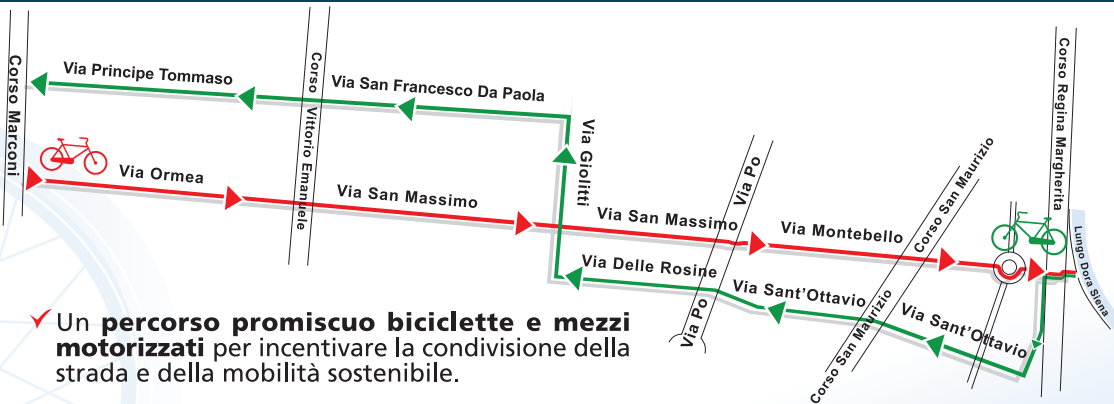 Corso Marconi
Via Principe Tommaso
Corso Vittorio Emanuele
Via San Francesco Da Paola
Via Giolitti
Via Ormea
Via San Massimo
Via San Massimo
Via Po
Via Montebello
Corso San Maurizio
Corso Regina Margherita
Lungo Dora Siena
Via Delle Rosine
Via Po
Via Sant'Ottavio
Corso San Maurizio
Via Sant'Ottavio
Un percorso promiscuo biciclette e mezzi
motorizzati per incentivare la condivisione della
strada e della mobilità sostenibile.